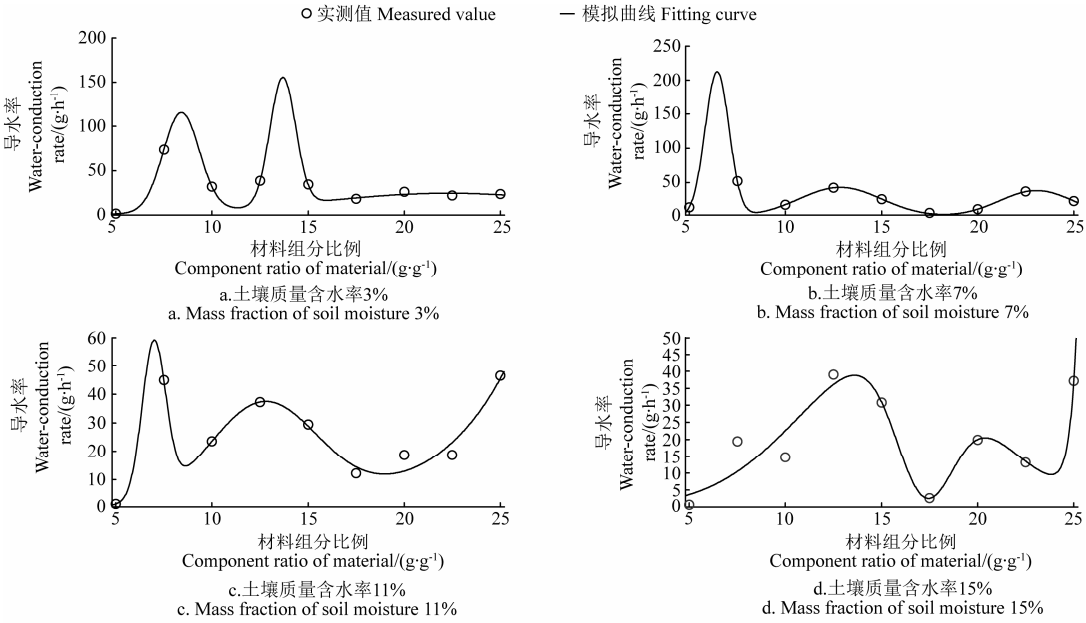 实测值 Measured value
模拟曲线 Fitting curve
导水率
Water-conduction
rate/(g·h⁻¹)
200
150
100
50
0
5
10
15
20
25
材料组分比例
Component ratio of material/(g·g⁻¹)
a.土壤质量含水率3%
a. Mass fraction of soil moisture 3%
导水率
Water-conduction
rate/(g·h⁻¹)
250
200
150
100
50
0
5
10
15
20
25
材料组分比例
Component ratio of material/(g·g⁻¹)
b.土壤质量含水率7%
b. Mass fraction of soil moisture 7%
导水率
Water-conduction
rate/(g·h⁻¹)
60
50
40
30
20
10
0
5
10
15
20
25
材料组分比例
Component ratio of material/(g·g⁻¹)
c.土壤质量含水率11%
c. Mass fraction of soil moisture 11%
导水率
Water-conduction
rate/(g·h⁻¹)
50
40
35
30
25
20
15
10
5
0
5
10
15
20
25
材料组分比例
Component ratio of material/(g·g⁻¹)
d.土壤质量含水率15%
d. Mass fraction of soil moisture 15%